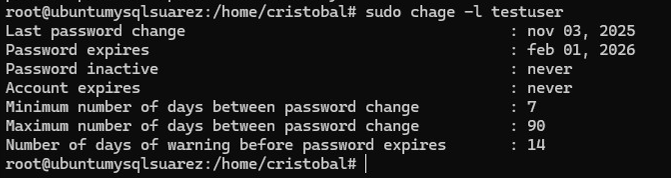 root@ubuntumysqlsuarez:/home/cristobal# sudo chage -l testuser
Last password change : nov 03, 2025
Password expires : feb 01, 2026
Password inactive : never
Account expires : never
Minimum number of days between password change : 7
Maximum number of days between password change : 90
Number of days of warning before password expires : 14
root@ubuntumysqlsuarez:/home/cristobal#